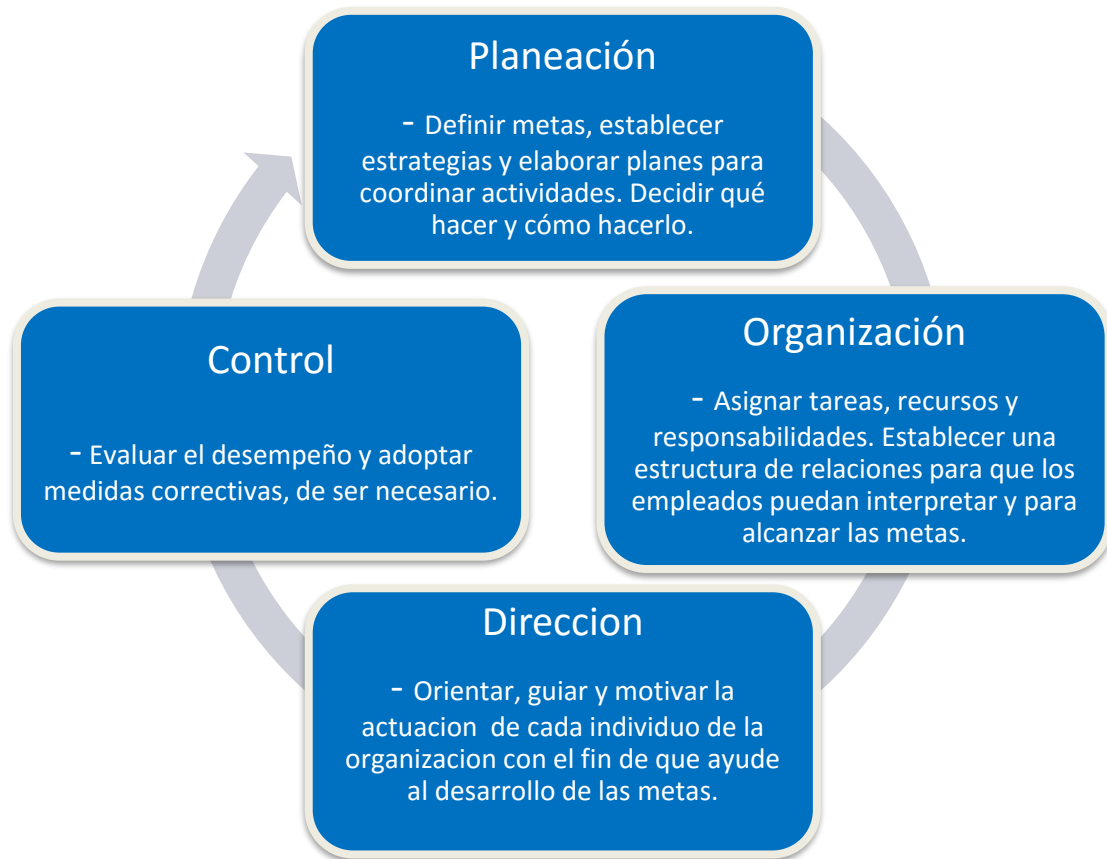 Planeación
- Definir metas, establecer
estrategias y elaborar planes para
coordinar actividades. Decidir qué
hacer y cómo hacerlo.
Organización
- Asignar tareas, recursos y
responsabilidades. Establecer una
estructura de relaciones para que los
empleados puedan interpretar y para
alcanzar las metas.
Direccion
- Orientar, guiar y motivar la
actuacion de cada individuo de la
organizacion con el fin de que ayude
al desarrollo de las metas.
Control
- Evaluar el desempeño y adoptar
medidas correctivas, de ser necesario.